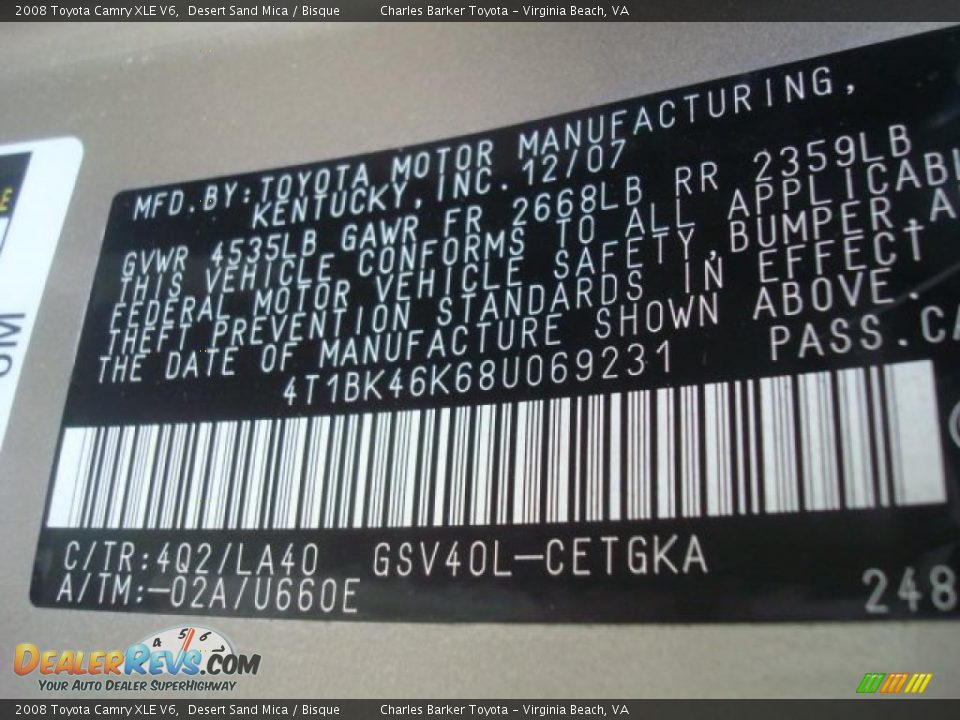 2008 Toyota Camry XLE V6,  Desert Sand Mica / Bisque    Charles Barker Toyota – Virginia Beach, VA
MFD.BY:TOYOTA MOTOR MANUFACTURING,
KENTUCKY,INC. 12/07
GVWR 4535LB GAWR FR 2668LB RR 2359LB
THIS VEHICLE CONFORMS TO ALL APPLICABL
FEDERAL MOTOR VEHICLE SAFETY,BUMPER,A
THEFT PREVENTION STANDARDS IN EFFECT
THE DATE OF MANUFACTURE SHOWN ABOVE.
4T1BK46K68U069231 PASS.CA
C/TR:4Q2/LA40 GSV40L–CETGKA
A/TM:–02A/U660E
248
4 5 6
DEALERREVS.COM
YOUR AUTO DEALER SUPERHIGHWAY
2008 Toyota Camry XLE V6,  Desert Sand Mica / Bisque    Charles Barker Toyota – Virginia Beach, VA